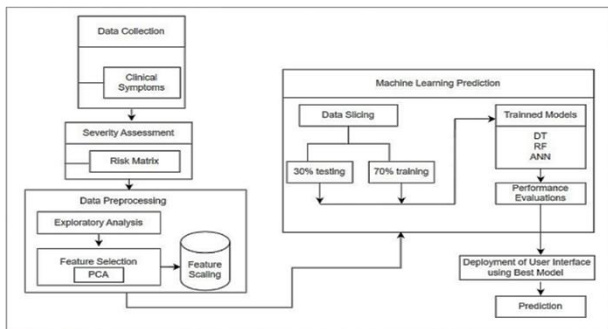 Data Collection
Clinical
Symptoms
Severity Assessment
Risk Matrix
Data Preprocessing
Exploratory Analysis
Feature Selection
PCA
Feature
Scaling
Machine Learning Prediction
Data Slicing
30% testing
70% training
Trainned Models
DT
RF
ANN
Performance
Evaluations
Deployment of User Interface
using Best Model
Prediction